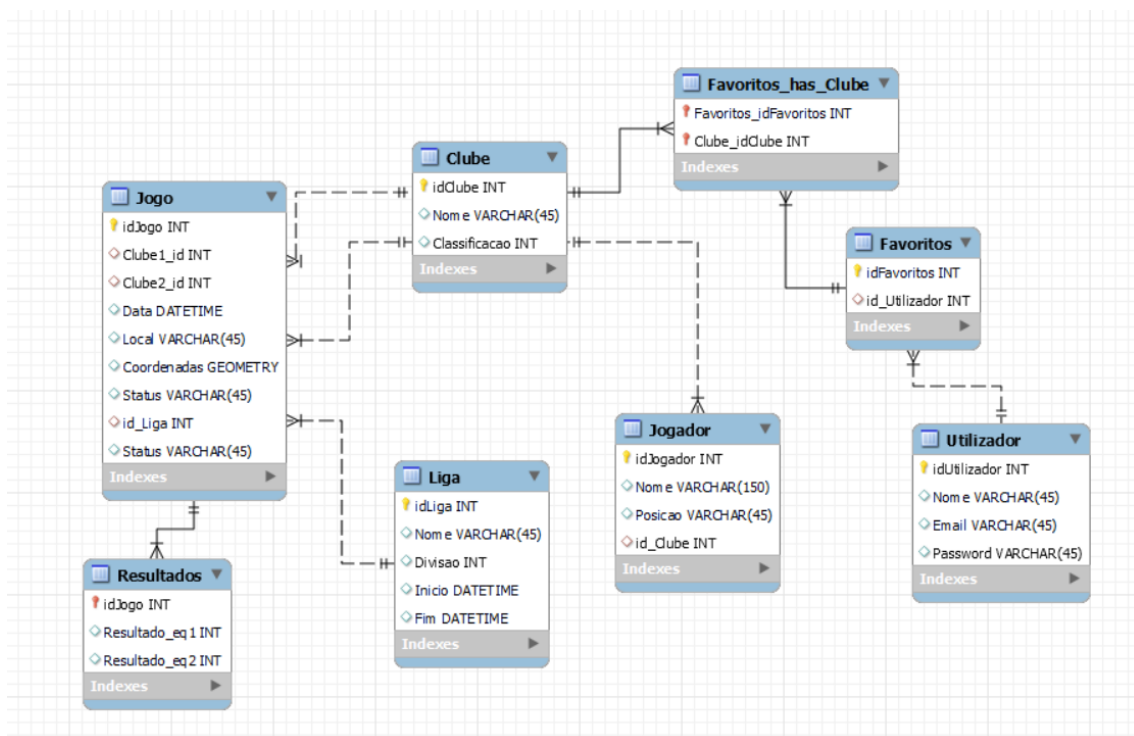 Jogo
idJogo INT
Clube1_id INT
Clube2_id INT
Data DATETIME
Local VARCHAR(45)
Coordenadas GEOMETRY
Status VARCHAR(45)
id_Liga INT
Status VARCHAR(45)
Indexes
Resultados
idJogo INT
Resultado_eq1 INT
Resultado_eq2 INT
Indexes
Clube
idClube INT
Nome VARCHAR(45)
Classificacao INT
Indexes
Liga
idLiga INT
Nome VARCHAR(45)
Divisao INT
Inicio DATETIME
Fim DATETIME
Indexes
Favoritos_has_Clube
Favoritos_idFavoritos INT
Clube_idClube INT
Indexes
Favoritos
idFavoritos INT
id_Utilizador INT
Indexes
Jogador
idJogador INT
Nome VARCHAR(150)
Posicao VARCHAR(45)
id_Clube INT
Indexes
Utilizador
idUtilizador INT
Nome VARCHAR(45)
Email VARCHAR(45)
Password VARCHAR(45)
Indexes